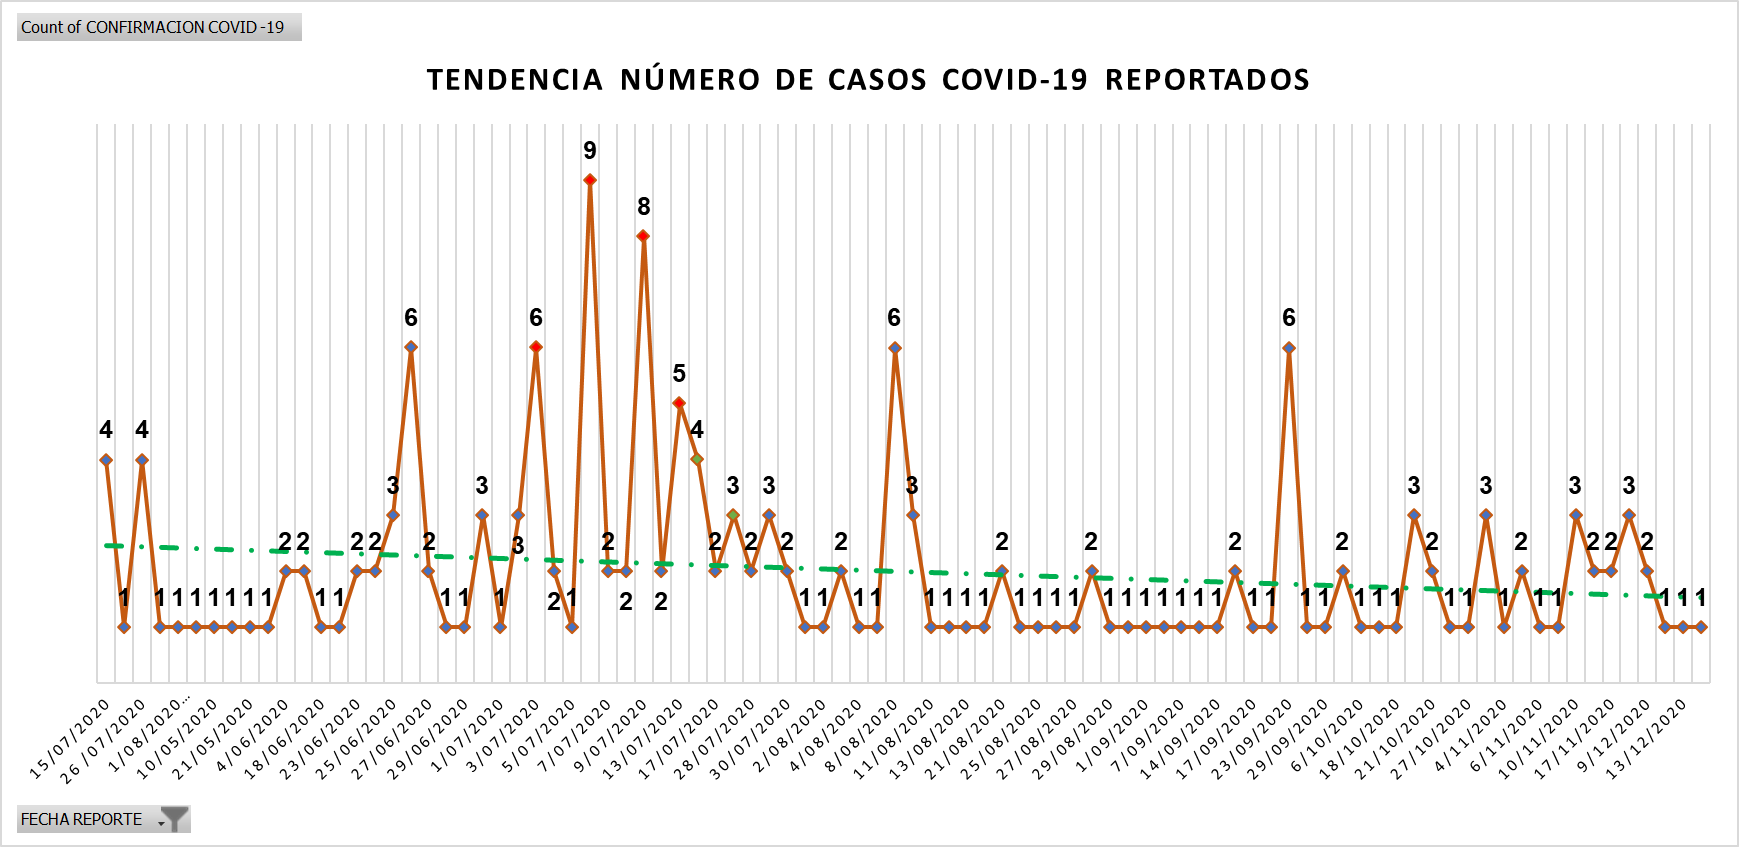 Count of CONFIRMACION COVID -19
TENDENCIA NÚMERO DE CASOS COVID-19 REPORTADOS
9
8
6 6 6 6
5
4 4 4
3 3 3 3 3 3 3 3 3 3
2 2 2 2 2 2 2 2 2 2 2 2 2 2 2 2 2 2 2
3
2 2 2
1 1 1 1 1 1 1 1 1 1 1 1 1 1 1 1 1 1 1 1 1 1 1 1 1 1 1 1 1 1 1 1 1 1 1 1 1 1 1 1 1 1 1 1 1 1 1 1 1
15/07/2020 26 /07/2020 1/08/2020... 10/05/2020 21/05/2020 4/06/2020 18/06/2020 23/06/2020 25/06/2020 27/06/2020 29/06/2020 1/07/2020 3/07/2020 5/07/2020 7/07/2020 9/07/2020 13/07/2020 17/07/2020 28/07/2020 30/07/2020 2/08/2020 4/08/2020 8/08/2020 11/08/2020 13/08/2020 21/08/2020 25/08/2020 27/08/2020 29/08/2020 1/09/2020 7/09/2020 14/09/2020 17/09/2020 23/09/2020 29/09/2020 6/10/2020 18/10/2020 21/10/2020 27/10/2020 4/11/2020 6/11/2020 10/11/2020 17/11/2020 9/12/2020 13/12/2020
FECHA REPORTE